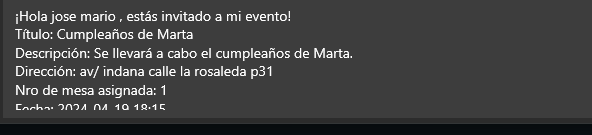 ¡Hola jose mario , estás invitado a mi evento!
Título: Cumpleaños de Marta
Descripción: Se llevará a cabo el cumpleaños de Marta.
Dirección: av/ indana calle la rosaleda p31
Nro de mesa asignada: 1
Fecha: 2024-04-19 18:15